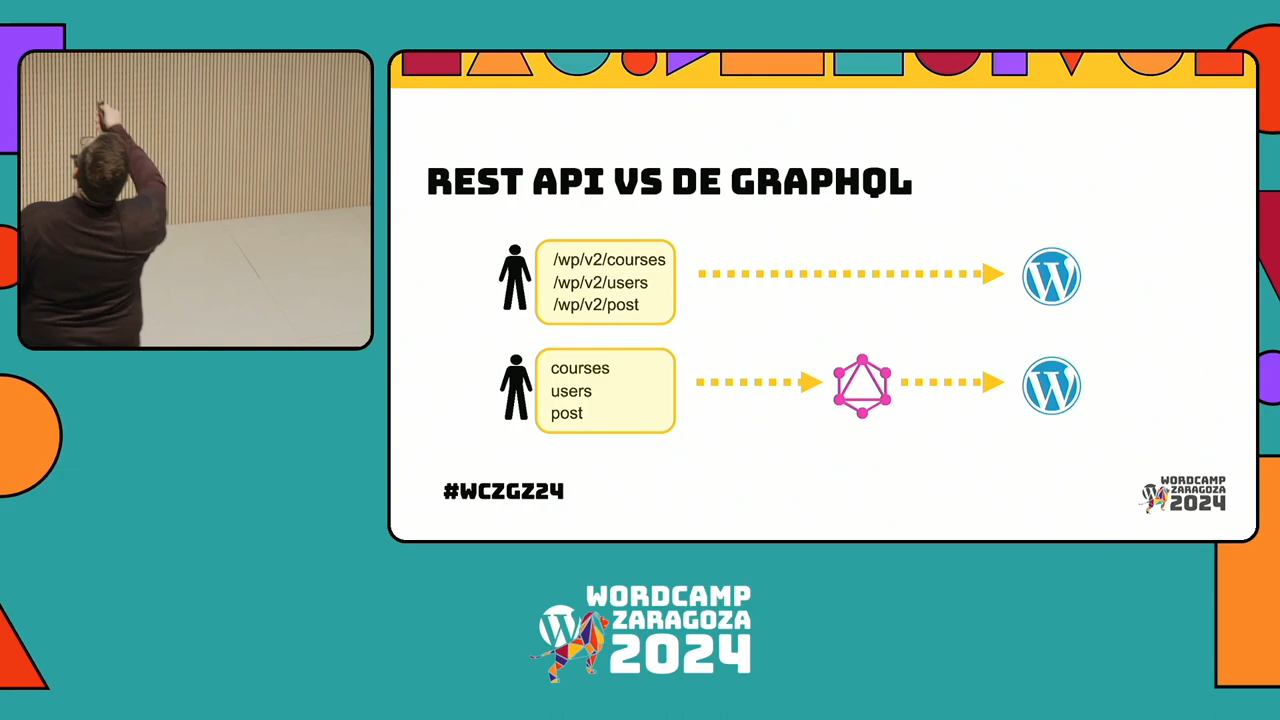 REST API VS DE GRAPHQL
/wp/v2/courses
/wp/v2/users
/wp/v2/post
courses
users
post
#WCZGZ24
WORDCAMP
ZARAGOZA
2024
WORDCAMP
ZARAGOZA
2024